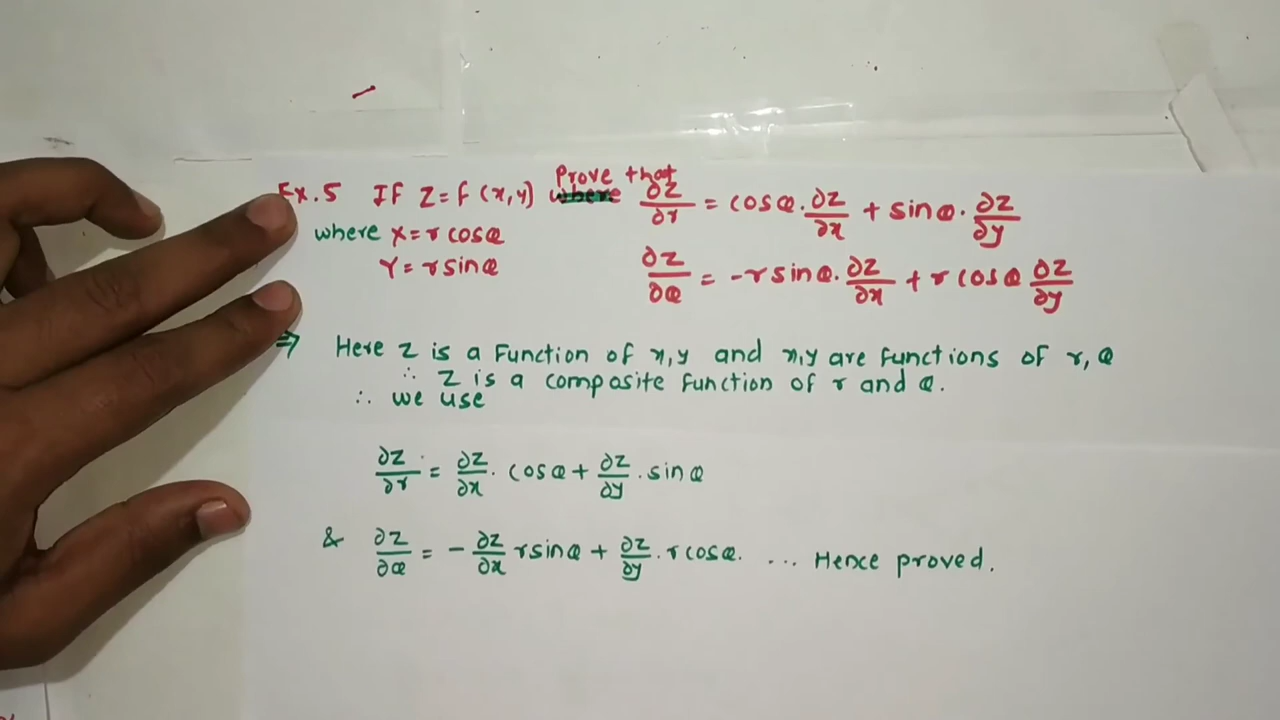 Ex.5 If Z=f(x,y) Prove that ∂z/∂r = cosθ.∂z/∂x + sinθ.∂z/∂y
where x=r cosθ
Y=r sinθ
∂z/∂θ = -r sinθ.∂z/∂x + r cosθ ∂z/∂y
⇒ Here z is a Function of x,y and x,y are functions of r,θ
∴ z is a composite function of r and θ.
∴ we use
∂z/∂r = ∂z/∂x. cosθ + ∂z/∂y . sinθ
& ∂z/∂θ = - ∂z/∂x rsinθ + ∂z/∂y . r cosθ. ... Hence proved.